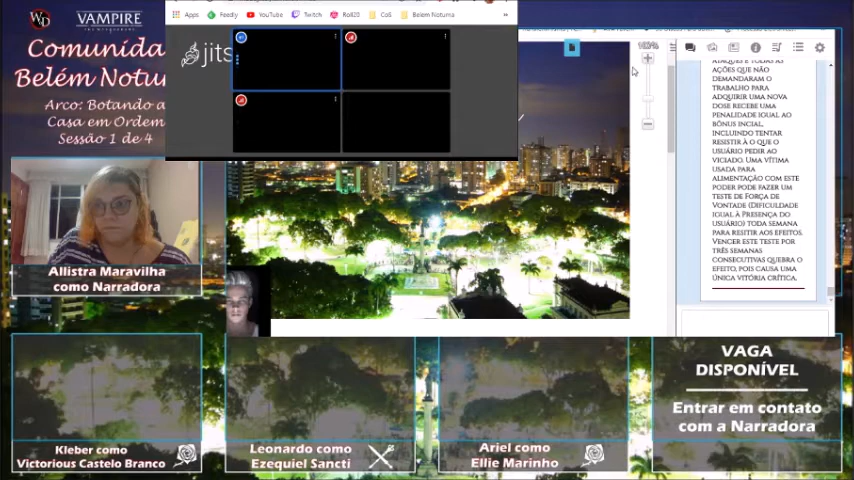 WD
VAMPIRE
Comunida
Belém Notu
Arco: Botando a
Casa em Ordem
Sessão 1 de 4
Apps
Feedly
YouTube
Twitch
Roll20
CoS
Belem Noturna
»
jits
ATAQUE E TODAS AS
AÇÕES QUE NÃO
DEMANDARAM O
TRABALHO PARA
ADQUIRIR UMA NOVA
DOSE RECEBE UMA
PENALIDADE IGUAL AO
BÔNUS INCIAL,
INCLUINDO TENTAR
RESISTIR À O QUE O
USUÁRIO PEDIR AO
VICIADO. UMA VÍTIMA
USADA PARA
ALIMENTAÇÃO COM ESTE
PODER PODE FAZER UM
TESTE DE FORÇA DE
VONTADE (DIFICULDADE
IGUAL À PRESENÇA DO
USUÁRIO) TODA SEMANA
PARA RESITIR AOS EFEITOS.
VENCER ESTE TESTE POR
TRÊS SEMANAS
CONSECUTIVAS QUEBRA O
EFEITO, POIS CAUSA UMA
ÚNICA VITÓRIA CRÍTICA.
Allistra Maravilha
como Narradora
Kleber como
Victorious Castelo Branco
Leonardo como
Ezequiel Sancti
Ariel como
Ellie Marinho
VAGA
DISPONÍVEL
Entrar em contato
com a Narradora